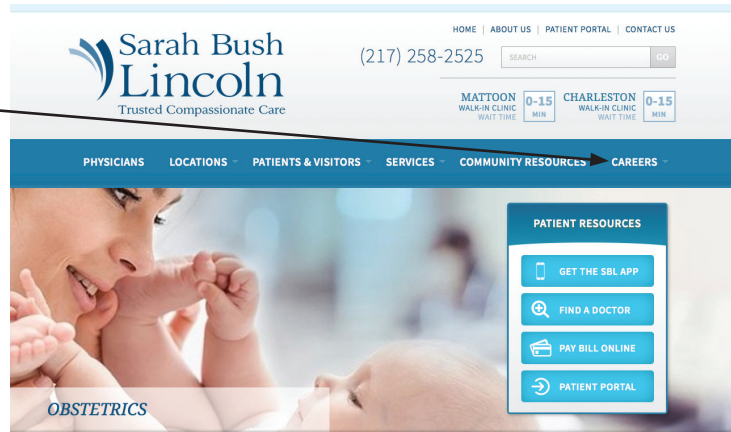 HOME | ABOUT US | PATIENT PORTAL | CONTACT US
Sarah Bush
Lincoln
Trusted Compassionate Care
(217) 258-2525
SEARCH
GO
MATTOON
WALK-IN CLINIC
WAIT TIME
0-15
MIN
CHARLESTON
WALK-IN CLINIC
WAIT TIME
0-15
MIN
PHYSICIANS LOCATIONS PATIENTS & VISITORS SERVICES COMMUNITY RESOURCES CAREERS
PATIENT RESOURCES
GET THE SBL APP
FIND A DOCTOR
PAY BILL ONLINE
PATIENT PORTAL
OBSTETRICS